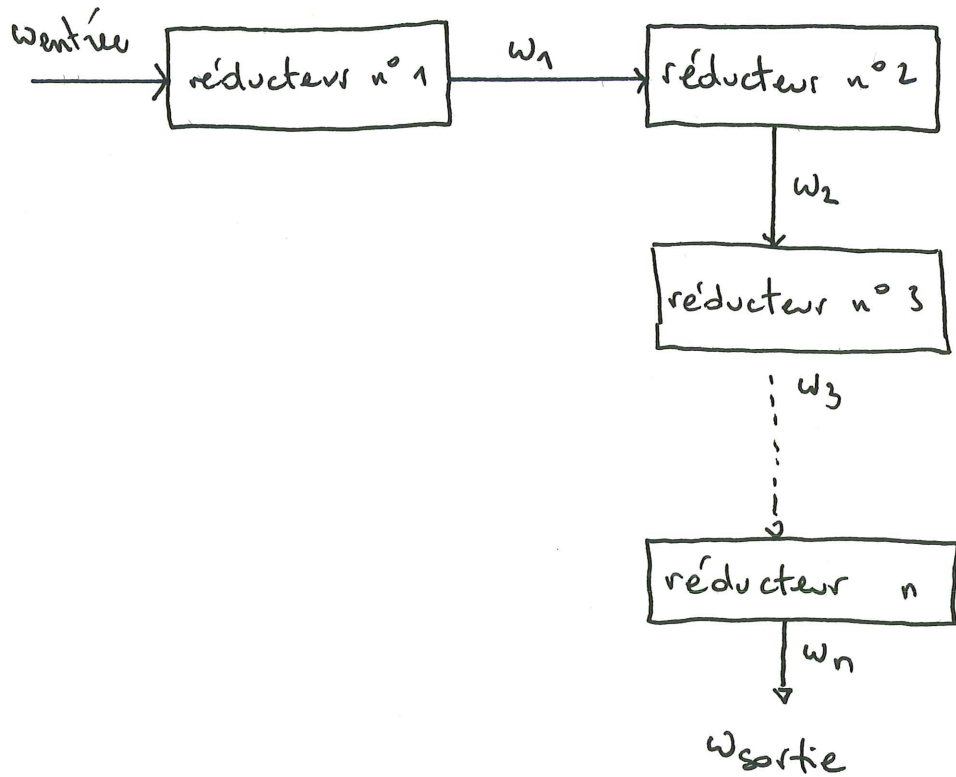 ωentrée
réducteur n° 1
ω1
réducteur n° 2
ω2
réducteur n° 3
ω3
réducteur n
ωn
ωsortie